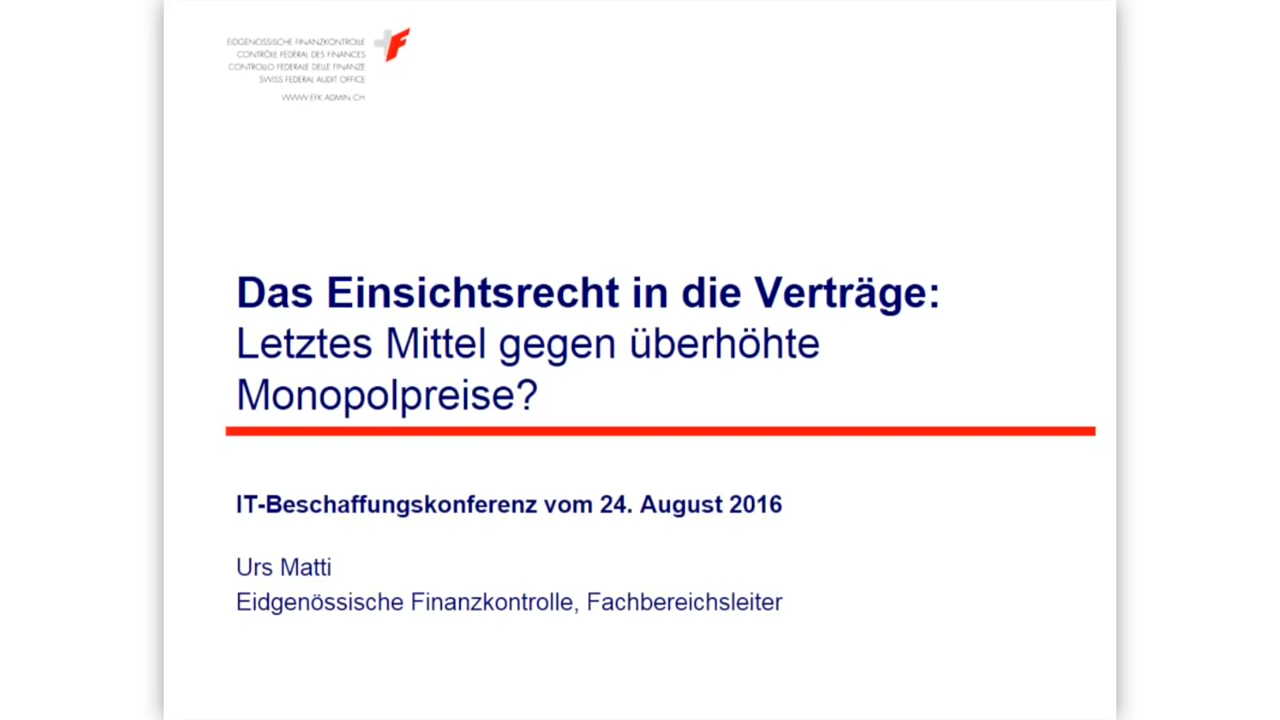 EIDGENÖSSISCHE FINANZKONTROLLE
CONTRÔLE FÉDÉRAL DES FINANCES
CONTROLLO FEDERALE DELLE FINANZE
SWISS FEDERAL AUDIT OFFICE
WWW.EFK.ADMIN.CH
Das Einsichtsrecht in die Verträge:
Letztes Mittel gegen überhöhte
Monopolpreise?
IT-Beschaffungskonferenz vom 24. August 2016
Urs Matti
Eidgenössische Finanzkontrolle, Fachbereichsleiter